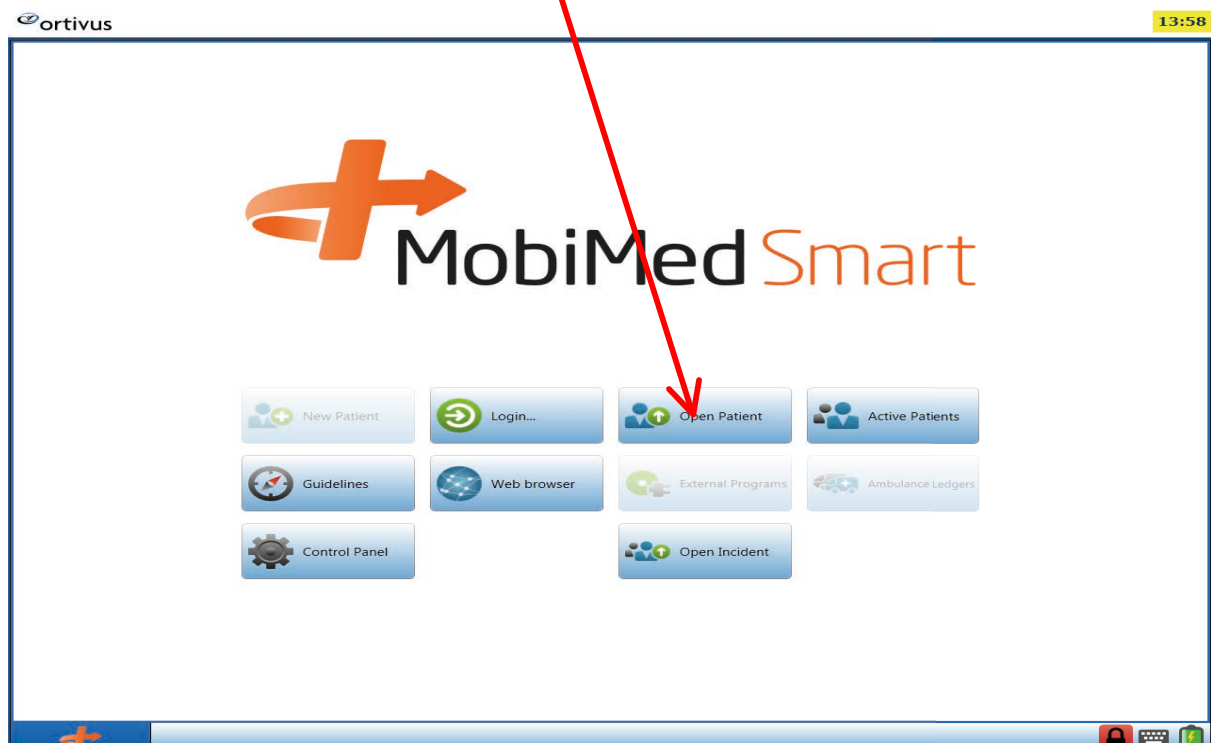 ortivus
13:58
MobiMed Smart
New Patient
Login...
Open Patient
Active Patients
Guidelines
Web browser
External Programs
Ambulance Ledgers
Control Panel
Open Incident